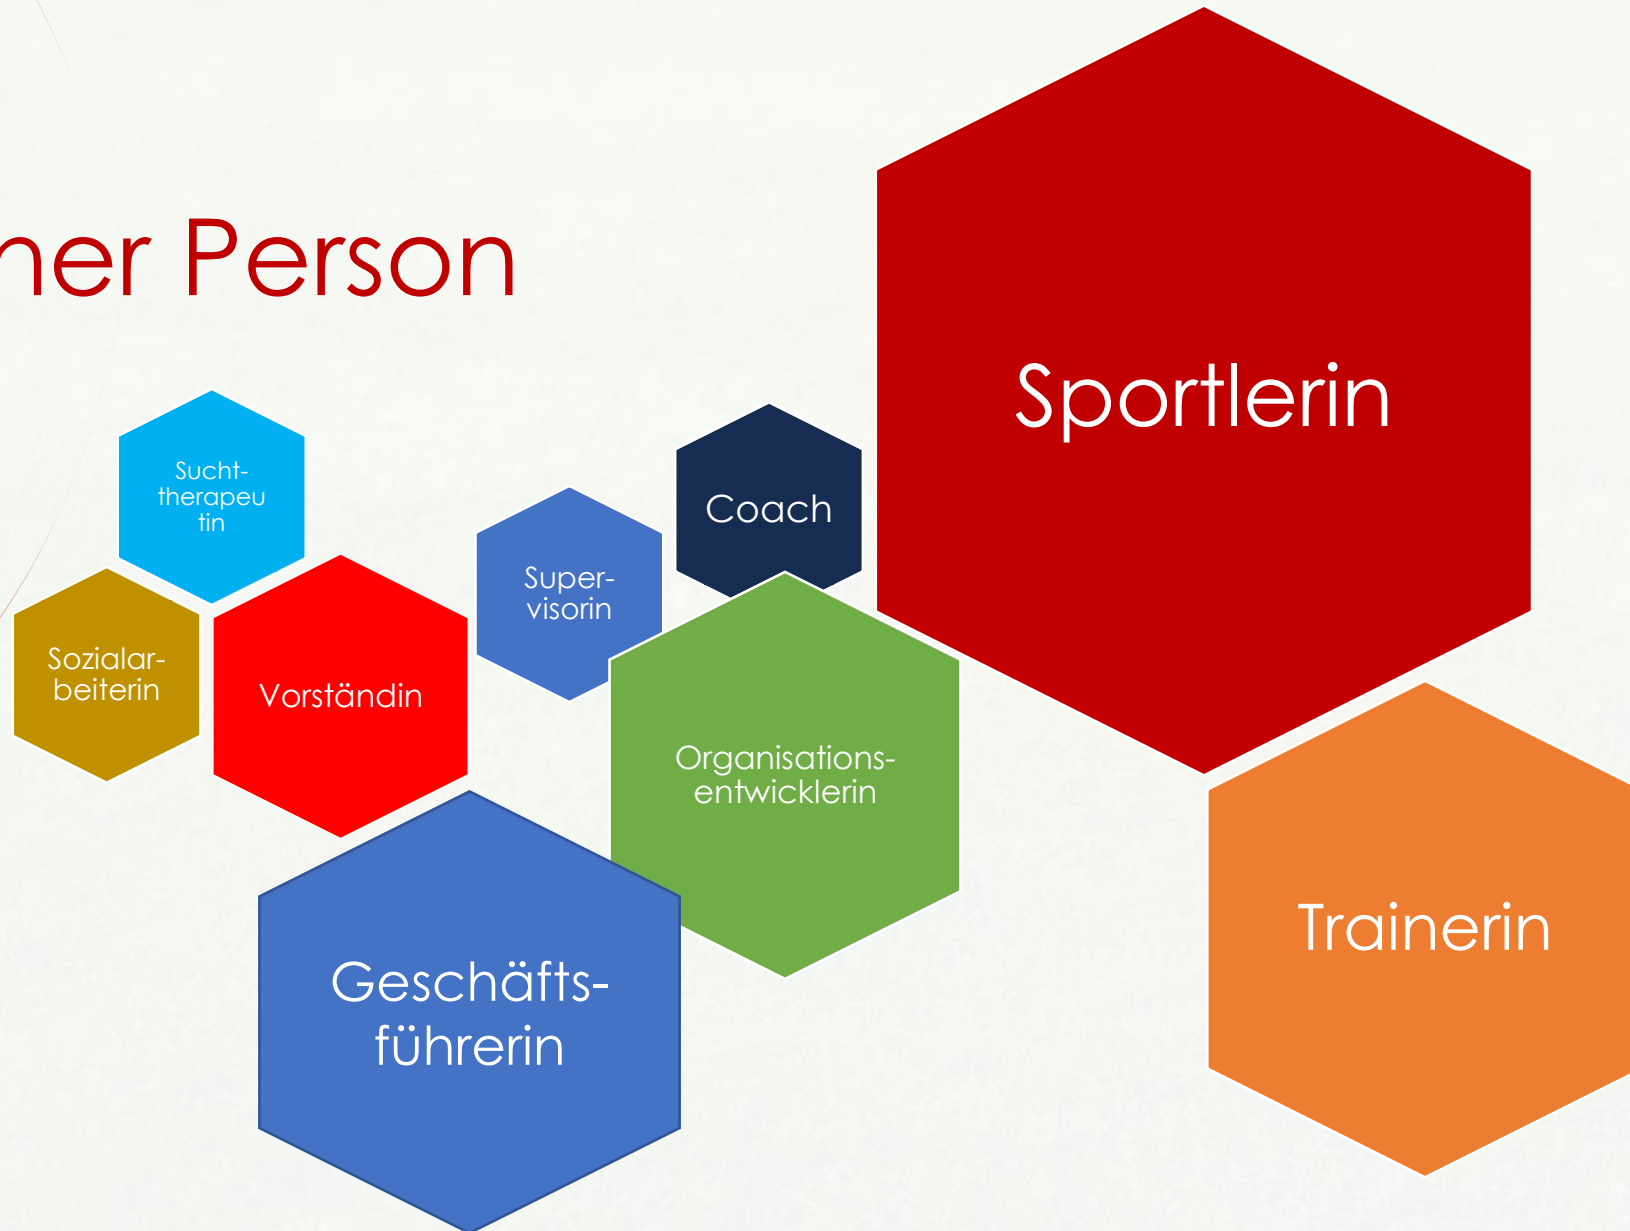 ner Person
Sportlerin
Sucht-
therapeu
tin
Coach
Super-
visorin
Sozialar-
beiterin
Vorständin
Organisations-
entwicklerin
Trainerin
Geschäfts-
führerin